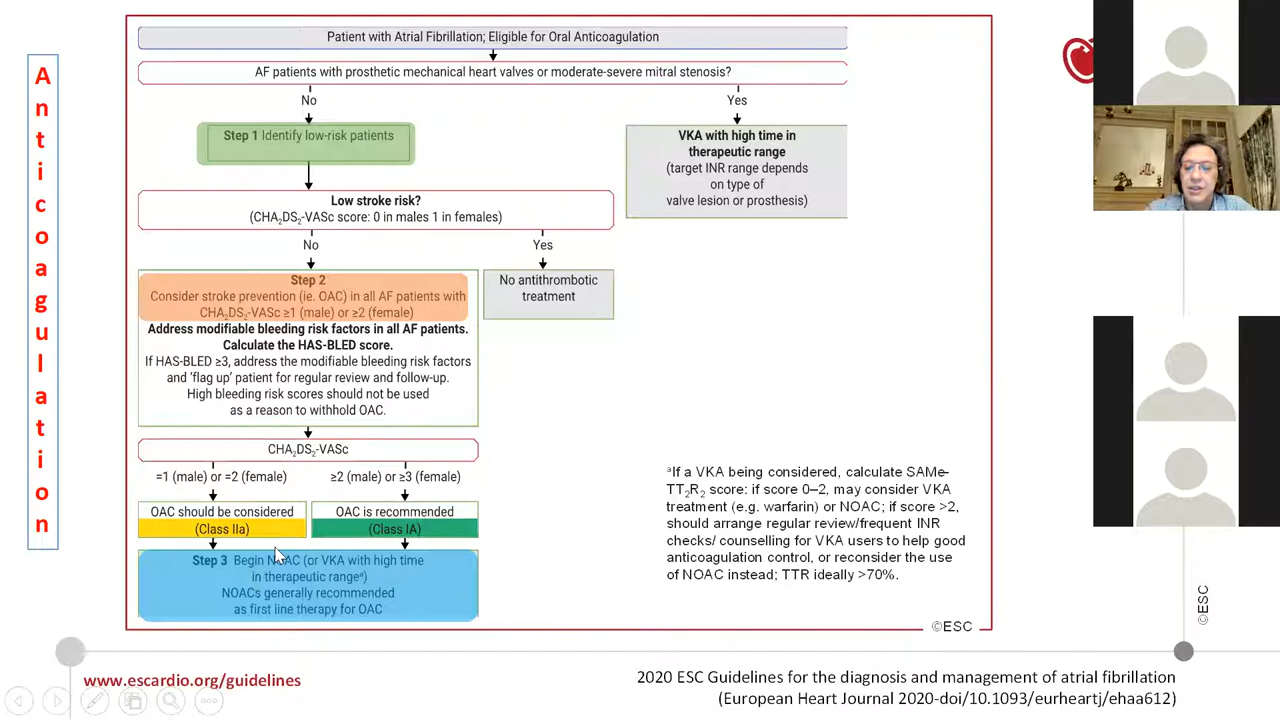 Anticoagulation
Patient with Atrial Fibrillation; Eligible for Oral Anticoagulation
AF patients with prosthetic mechanical heart valves or moderate-severe mitral stenosis?
No
Yes
Step 1 Identify low-risk patients
VKA with high time in
therapeutic range
(target INR range depends
on type of
valve lesion or prosthesis)
Low stroke risk?
(CHA₂DS₂-VASc score: 0 in males 1 in females)
No
Yes
Step 2
Consider stroke prevention (ie. OAC) in all AF patients with
CHA₂DS₂-VASc ≥1 (male) or ≥2 (female)
Address modifiable bleeding risk factors in all AF patients.
Calculate the HAS-BLED score.
If HAS-BLED ≥3, address the modifiable bleeding risk factors
and ‘flag up’ patient for regular review and follow-up.
High bleeding risk scores should not be used
as a reason to withhold OAC.
No antithrombotic
treatment
CHA₂DS₂-VASc
=1 (male) or =2 (female)
≥2 (male) or ≥3 (female)
OAC should be considered
(Class IIa)
OAC is recommended
(Class IA)
Step 3 Begin NOAC (or VKA with high time
in therapeutic rangeᵃ)
NOACs generally recommended
as first line therapy for OAC
ᵃIf a VKA being considered, calculate SAMe-
TT₂R₂ score: if score 0–2, may consider VKA
treatment (e.g. warfarin) or NOAC; if score >2,
should arrange regular review/frequent INR
checks/ counselling for VKA users to help good
anticoagulation control, or reconsider the use
of NOAC instead; TTR ideally >70%.
©ESC
©ESC
www.escardio.org/guidelines
2020 ESC Guidelines for the diagnosis and management of atrial fibrillation
(European Heart Journal 2020-doi/10.1093/eurheartj/ehaa612)